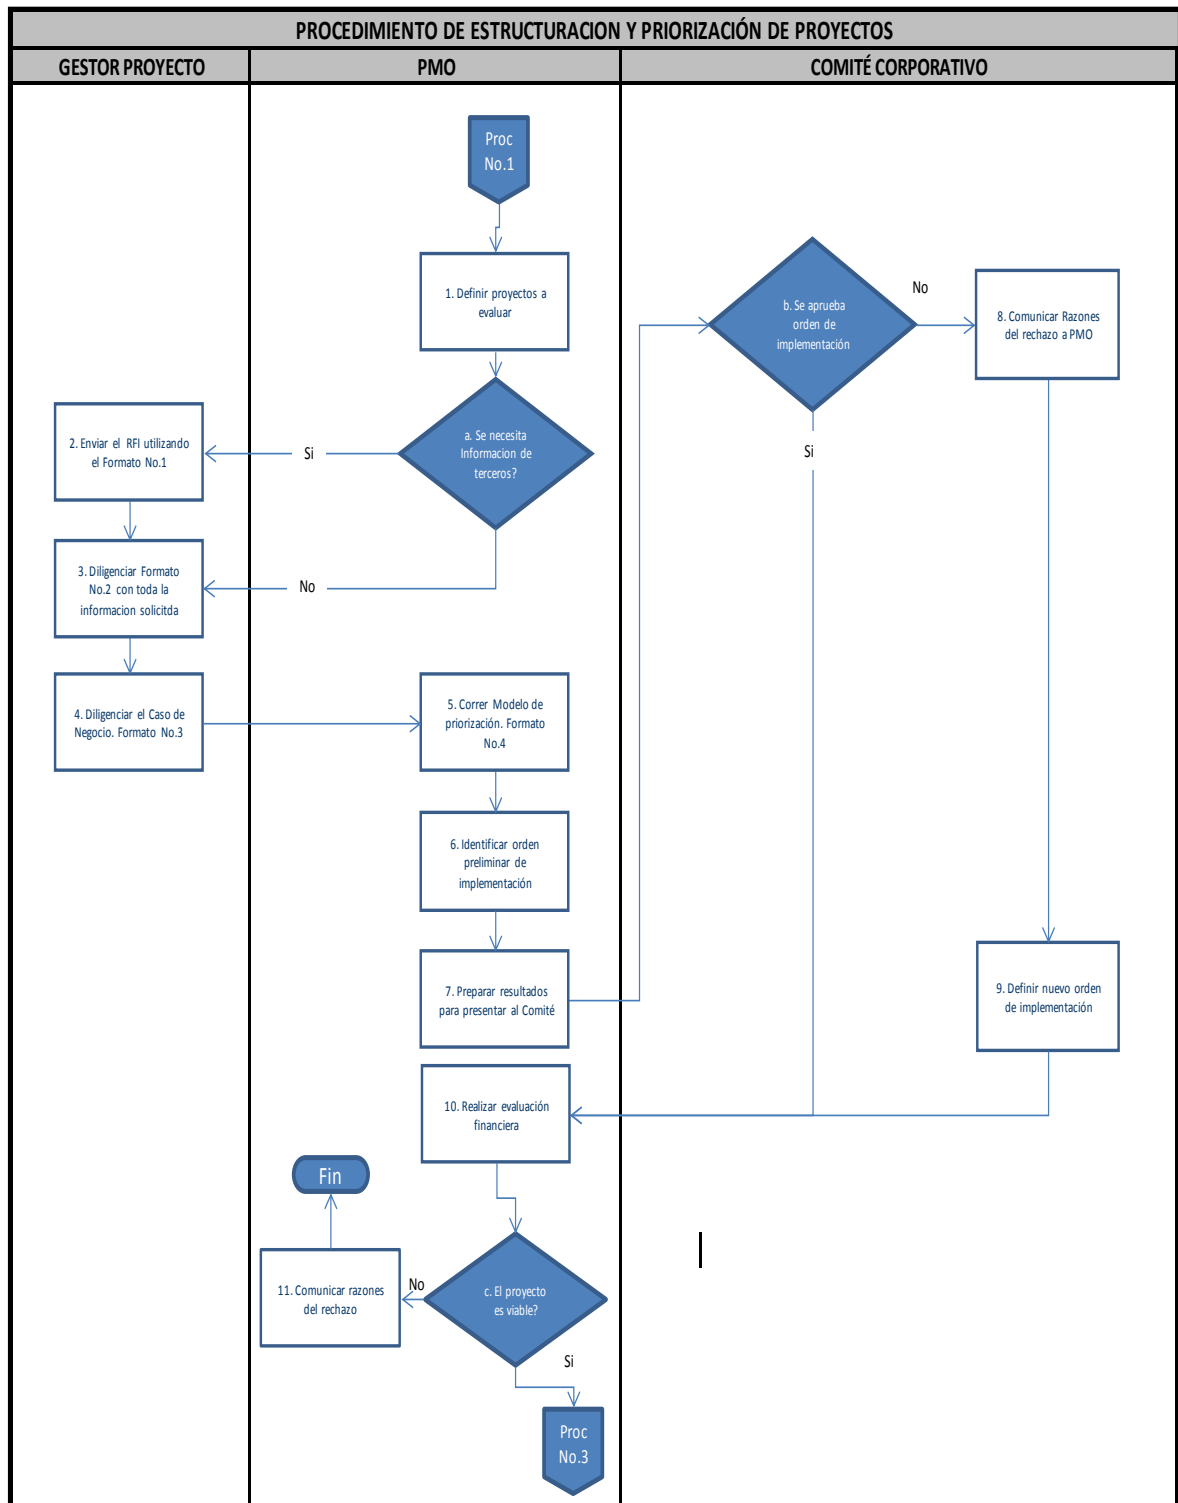 PROCEDIMIENTO DE ESTRUCTURACION Y PRIORIZACIÓN DE PROYECTOS
GESTOR PROYECTO
PMO
COMITÉ CORPORATIVO
Proc
No.1
1. Definir proyectos a
evaluar
a. Se necesita
Informacion de
terceros?
Si
2. Enviar el RFI utilizando
el Formato No.1
No
3. Diligenciar Formato
No.2 con toda la
informacion solicitda
4. Diligenciar el Caso de
Negocio. Formato No.3
5. Correr Modelo de
priorización. Formato
No.4
6. Identificar orden
preliminar de
implementación
7. Preparar resultados
para presentar al Comité
b. Se aprueba
orden de
implementación
No
8. Comunicar Razones
del rechazo a PMO
Si
9. Definir nuevo orden
de implementación
10. Realizar evaluación
financiera
c. El proyecto
es viable?
No
11. Comunicar razones
del rechazo
Fin
Si
Proc
No.3